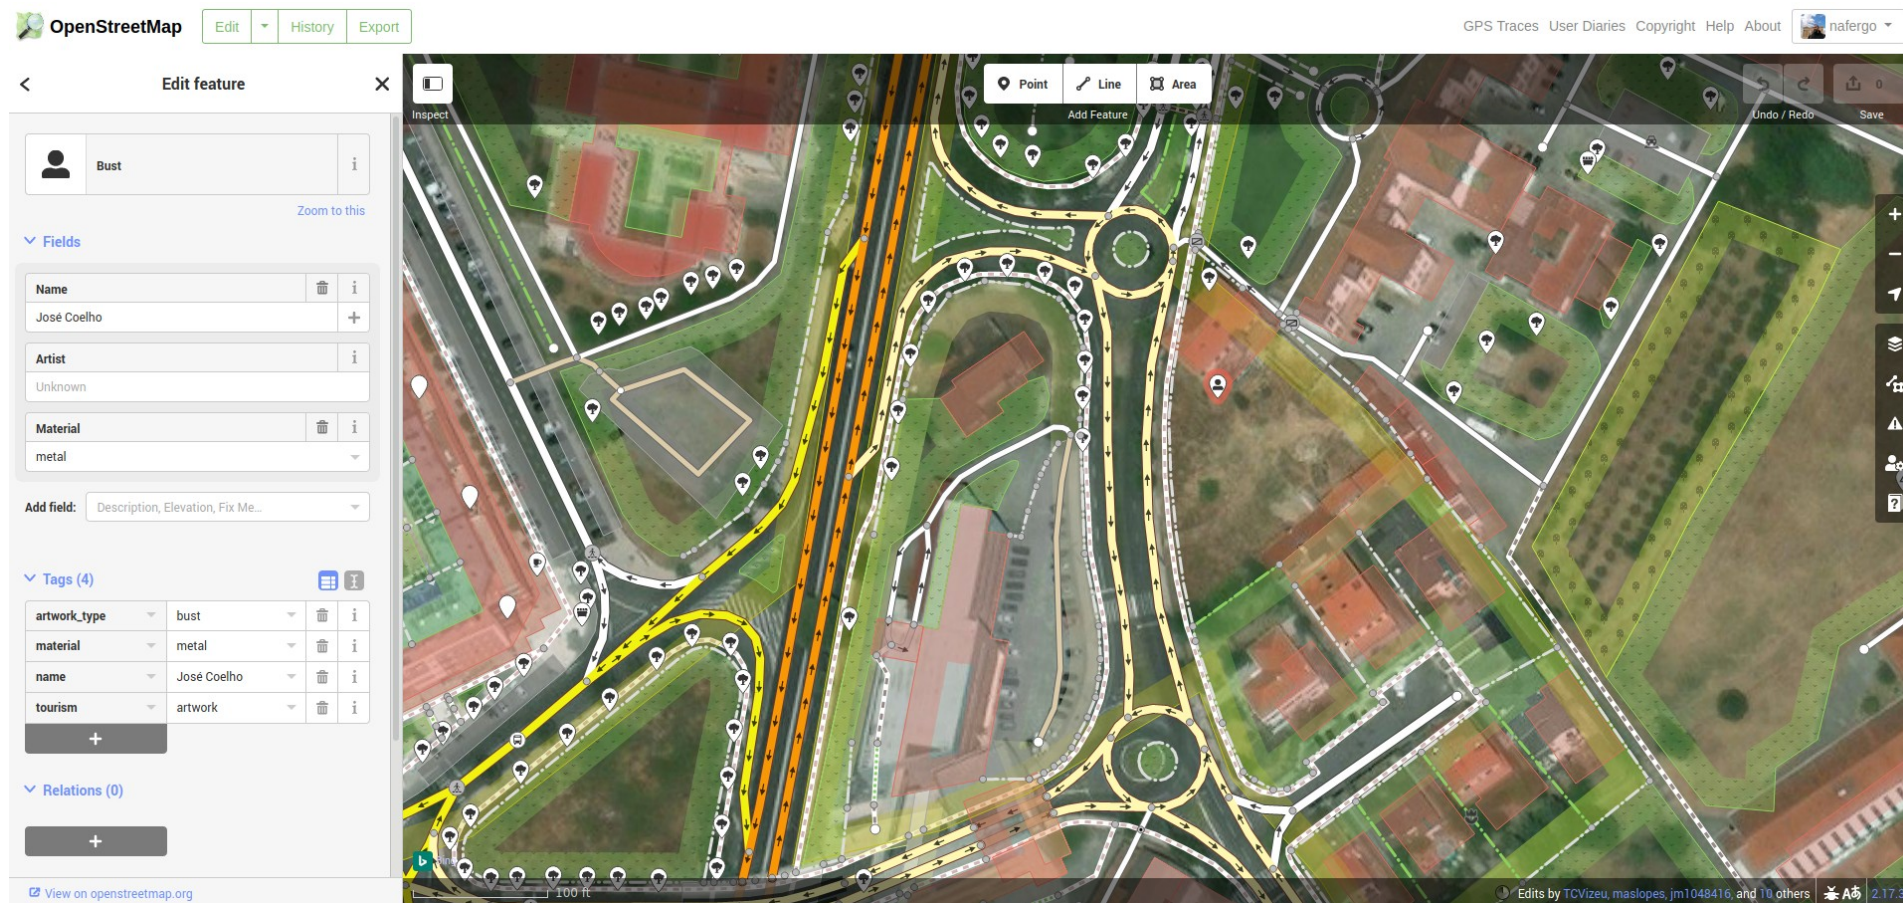 OpenStreetMap
Edit
History
Export
GPS Traces
User Diaries
Copyright
Help
About
nafergo
Edit feature
Bust
i
Zoom to this
Fields
Name
i
José Coelho
+
Artist
i
Unknown
Material
i
metal
Add field:
Description, Elevation, Fix Me...
Tags (4)
artwork_type
bust
i
material
metal
i
name
José Coelho
i
tourism
artwork
i
+
Relations (0)
+
View on openstreetmap.org
Inspect
Point
Line
Area
Add Feature
Undo / Redo
0
Save
+
−
?
b
100 ft
Edits by TCVizeu, maslopes, jm1048416, and 10 others
2.17.3